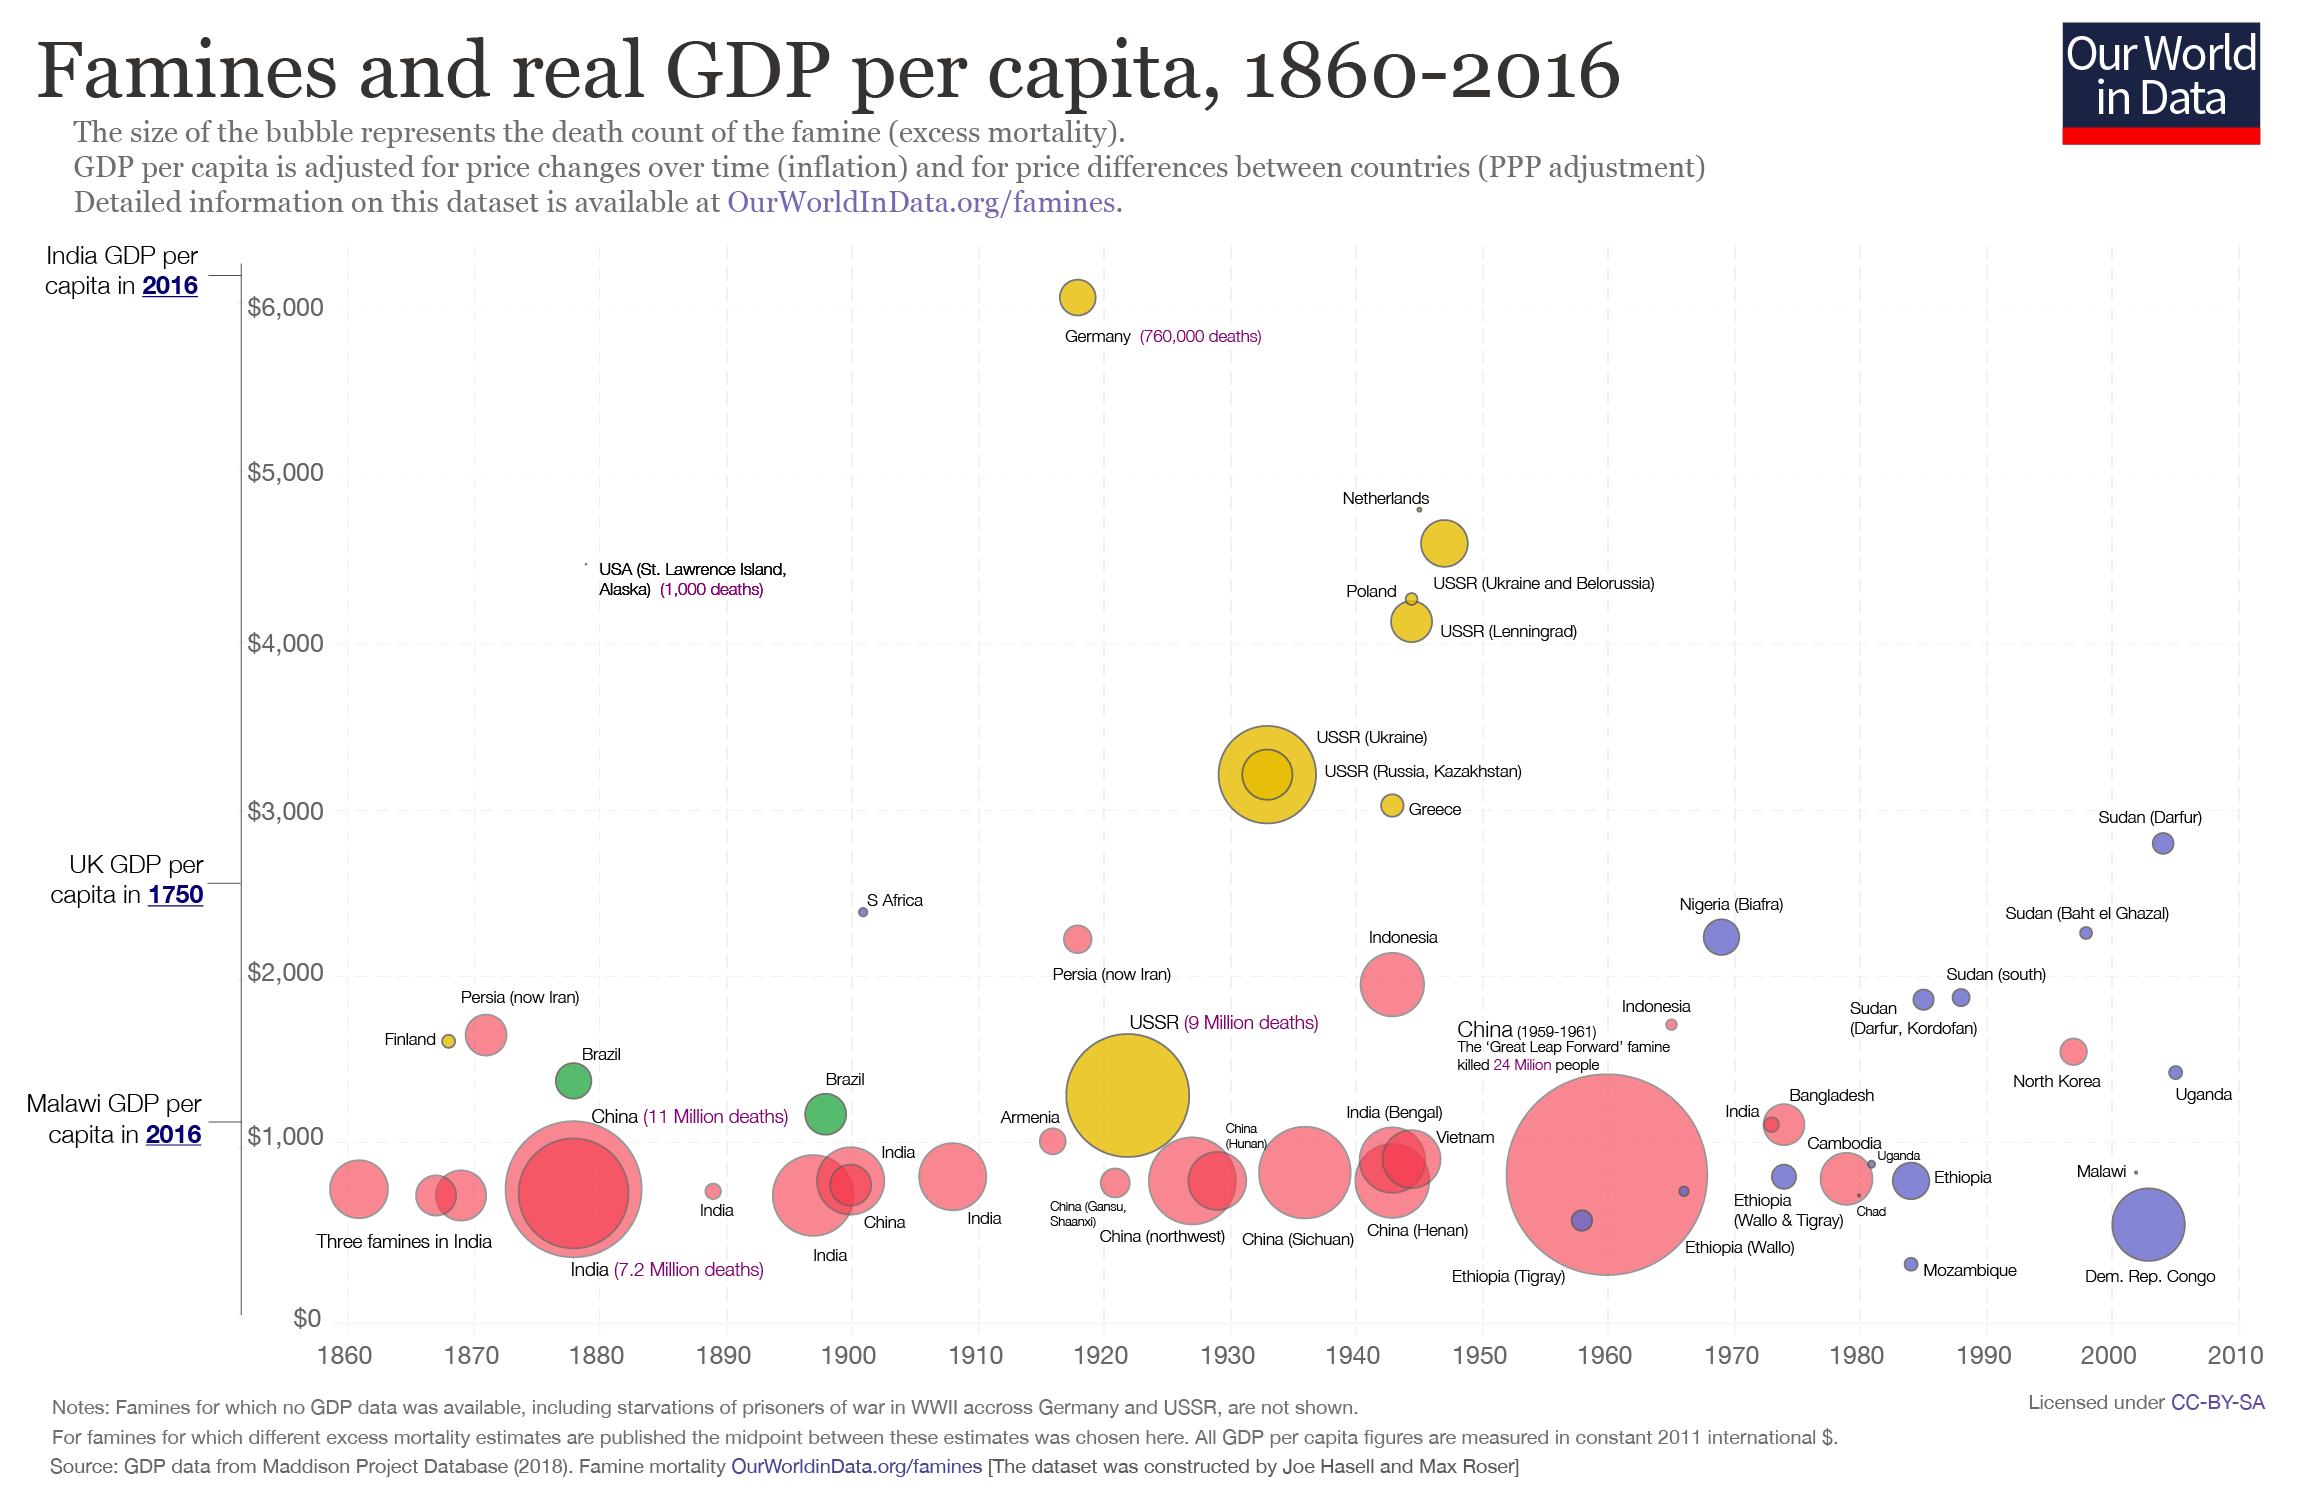 Famines and real GDP per capita, 1860-2016
Our World
in Data
The size of the bubble represents the death count of the famine (excess mortality).
GDP per capita is adjusted for price changes over time (inflation) and for price differences between countries (PPP adjustment)
Detailed information on this dataset is available at OurWorldInData.org/famines.
India GDP per
capita in 2016
$6,000
Germany (760,000 deaths)
$5,000
Netherlands
USA (St. Lawrence Island,
Alaska) (1,000 deaths)
USSR (Ukraine and Belorussia)
Poland
USSR (Lenningrad)
$4,000
USSR (Ukraine)
USSR (Russia, Kazakhstan)
$3,000
Greece
Sudan (Darfur)
UK GDP per
capita in 1750
S Africa
Nigeria (Biafra)
Sudan (Baht el Ghazal)
Indonesia
$2,000
Persia (now Iran)
Sudan (south)
Persia (now Iran)
Indonesia
Sudan
(Darfur, Kordofan)
USSR (9 Million deaths)
China (1959-1961)
The ‘Great Leap Forward’ famine
killed 24 Milion people
Finland
Brazil
Brazil
North Korea
Uganda
Malawi GDP per
capita in 2016
China (11 Million deaths)
Armenia
India (Bengal)
Bangladesh
India
$1,000
China
(Hunan)
Vietnam
Cambodia
Uganda
India
Malawi
Ethiopia
India
China (Gansu,
Shaanxi)
Ethiopia
(Wallo & Tigray)
Chad
China
India
Three famines in India
China (northwest)
China (Sichuan)
China (Henan)
Ethiopia (Wallo)
India
India (7.2 Million deaths)
Ethiopia (Tigray)
Mozambique
Dem. Rep. Congo
$0
1860 1870 1880 1890 1900 1910 1920 1930 1940 1950 1960 1970 1980 1990 2000 2010
Notes: Famines for which no GDP data was available, including starvations of prisoners of war in WWII accross Germany and USSR, are not shown.
Licensed under CC-BY-SA
For famines for which different excess mortality estimates are published the midpoint between these estimates was chosen here. All GDP per capita figures are measured in constant 2011 international $.
Source: GDP data from Maddison Project Database (2018). Famine mortality OurWorldinData.org/famines [The dataset was constructed by Joe Hasell and Max Roser]